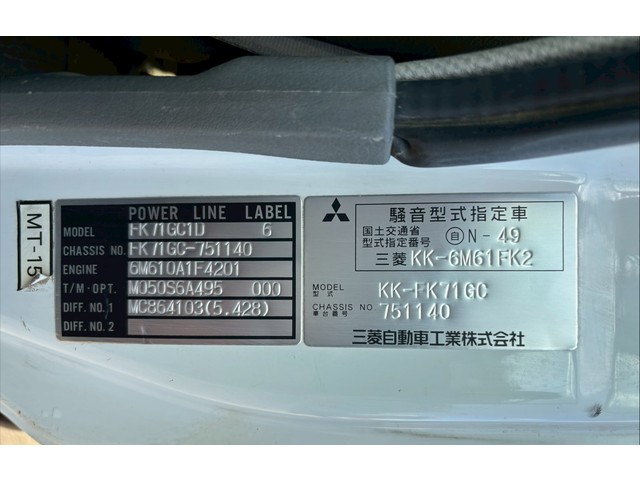 MT-15
POWER LINE LABEL
MODEL FK71GC1D 6
CHASSIS NO. FK71GC-751140
ENGINE 6M610A1F4201
T/M・OPT. M050S6A495 000
DIFF. NO. 1 MC864103(5.428)
DIFF. NO. 2
騒音型式指定車
国土交通省
型式指定番号 自 N-49
三菱 KK-6M61FK2
MODEL KK-FK71GC
型式
CHASSIS NO. 751140
車台番号
三菱自動車工業株式会社